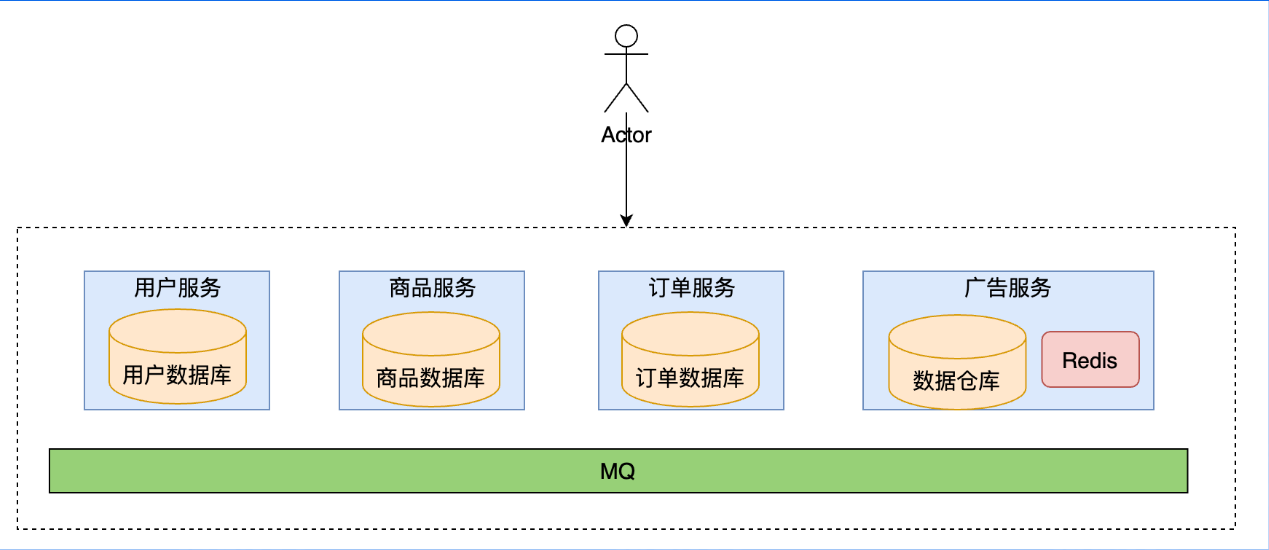 Actor
用户服务
商品服务
订单服务
广告服务
用户数据库
商品数据库
订单数据库
数据仓库
Redis
MQ